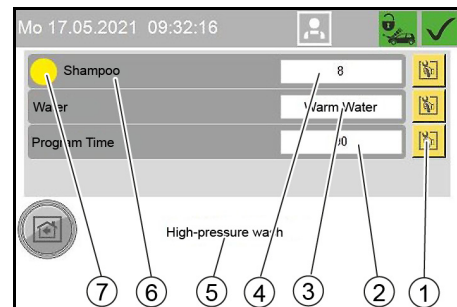 Mo 17.05.2021 09:32:16
Shampoo 8
Water Warm Water
Program Time
High-pressure wash
7 6 5 4 3 2 1